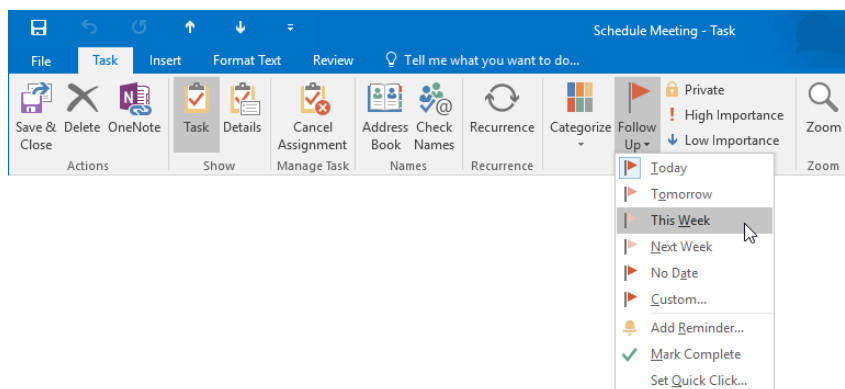 Schedule Meeting - Task
File Task Insert Format Text Review Tell me what you want to do...
Save & Close Delete OneNote Task Details Cancel Assignment Address Book Check Names Recurrence Categorize Follow Up Private
High Importance
Low Importance
Zoom
Actions Show Manage Task Names Recurrence Zoom
Today
Tomorrow
This Week
Next Week
No Date
Custom...
Add Reminder...
Mark Complete
Set Quick Click...